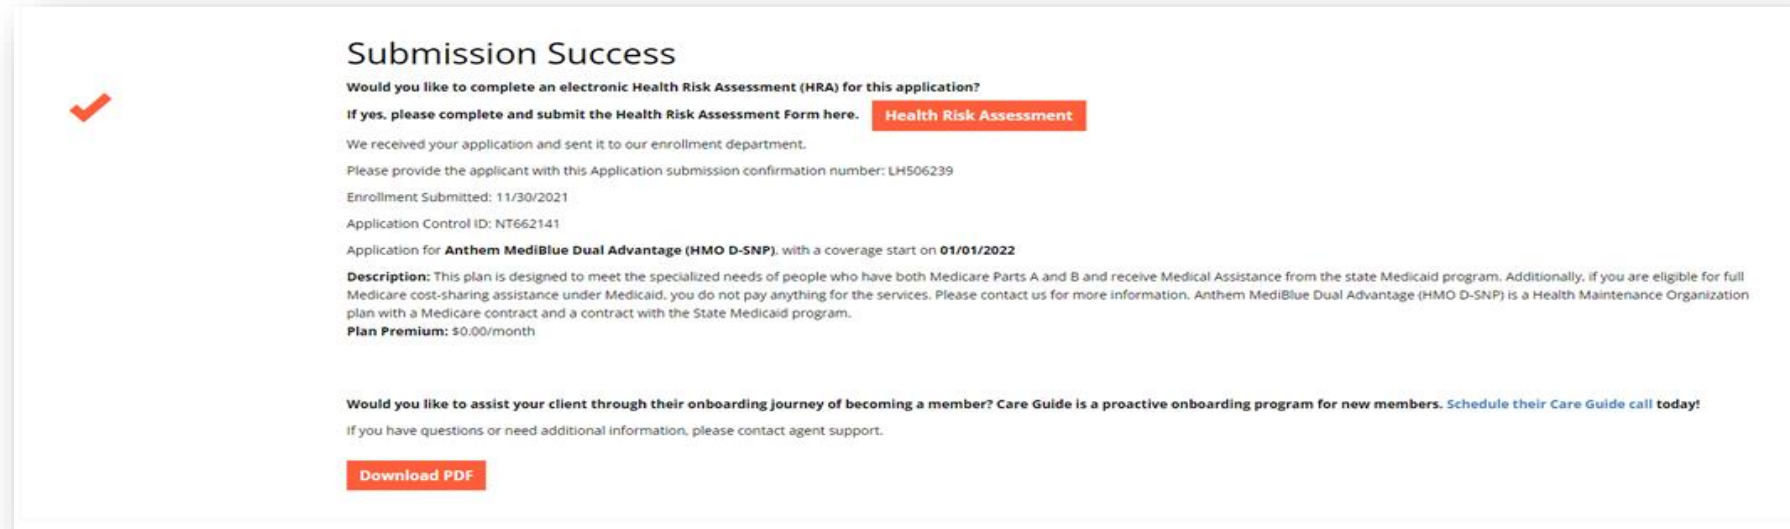 Submission Success
Would you like to complete an electronic Health Risk Assessment (HRA) for this application?
If yes, please complete and submit the Health Risk Assessment Form here. Health Risk Assessment
We received your application and sent it to our enrollment department.
Please provide the applicant with this Application submission confirmation number: LH506239
Enrollment Submitted: 11/30/2021
Application Control ID: NT662141
Application for Anthem MediBlue Dual Advantage (HMO D-SNP), with a coverage start on 01/01/2022
Description: This plan is designed to meet the specialized needs of people who have both Medicare Parts A and B and receive Medical Assistance from the state Medicaid program. Additionally, if you are eligible for full
Medicare cost-sharing assistance under Medicaid, you do not pay anything for the services. Please contact us for more information. Anthem MediBlue Dual Advantage (HMO D-SNP) is a Health Maintenance Organization
plan with a Medicare contract and a contract with the State Medicaid program.
Plan Premium: $0.00/month
Would you like to assist your client through their onboarding journey of becoming a member? Care Guide is a proactive onboarding program for new members. Schedule their Care Guide call today!
If you have questions or need additional information, please contact agent support.
Download PDF